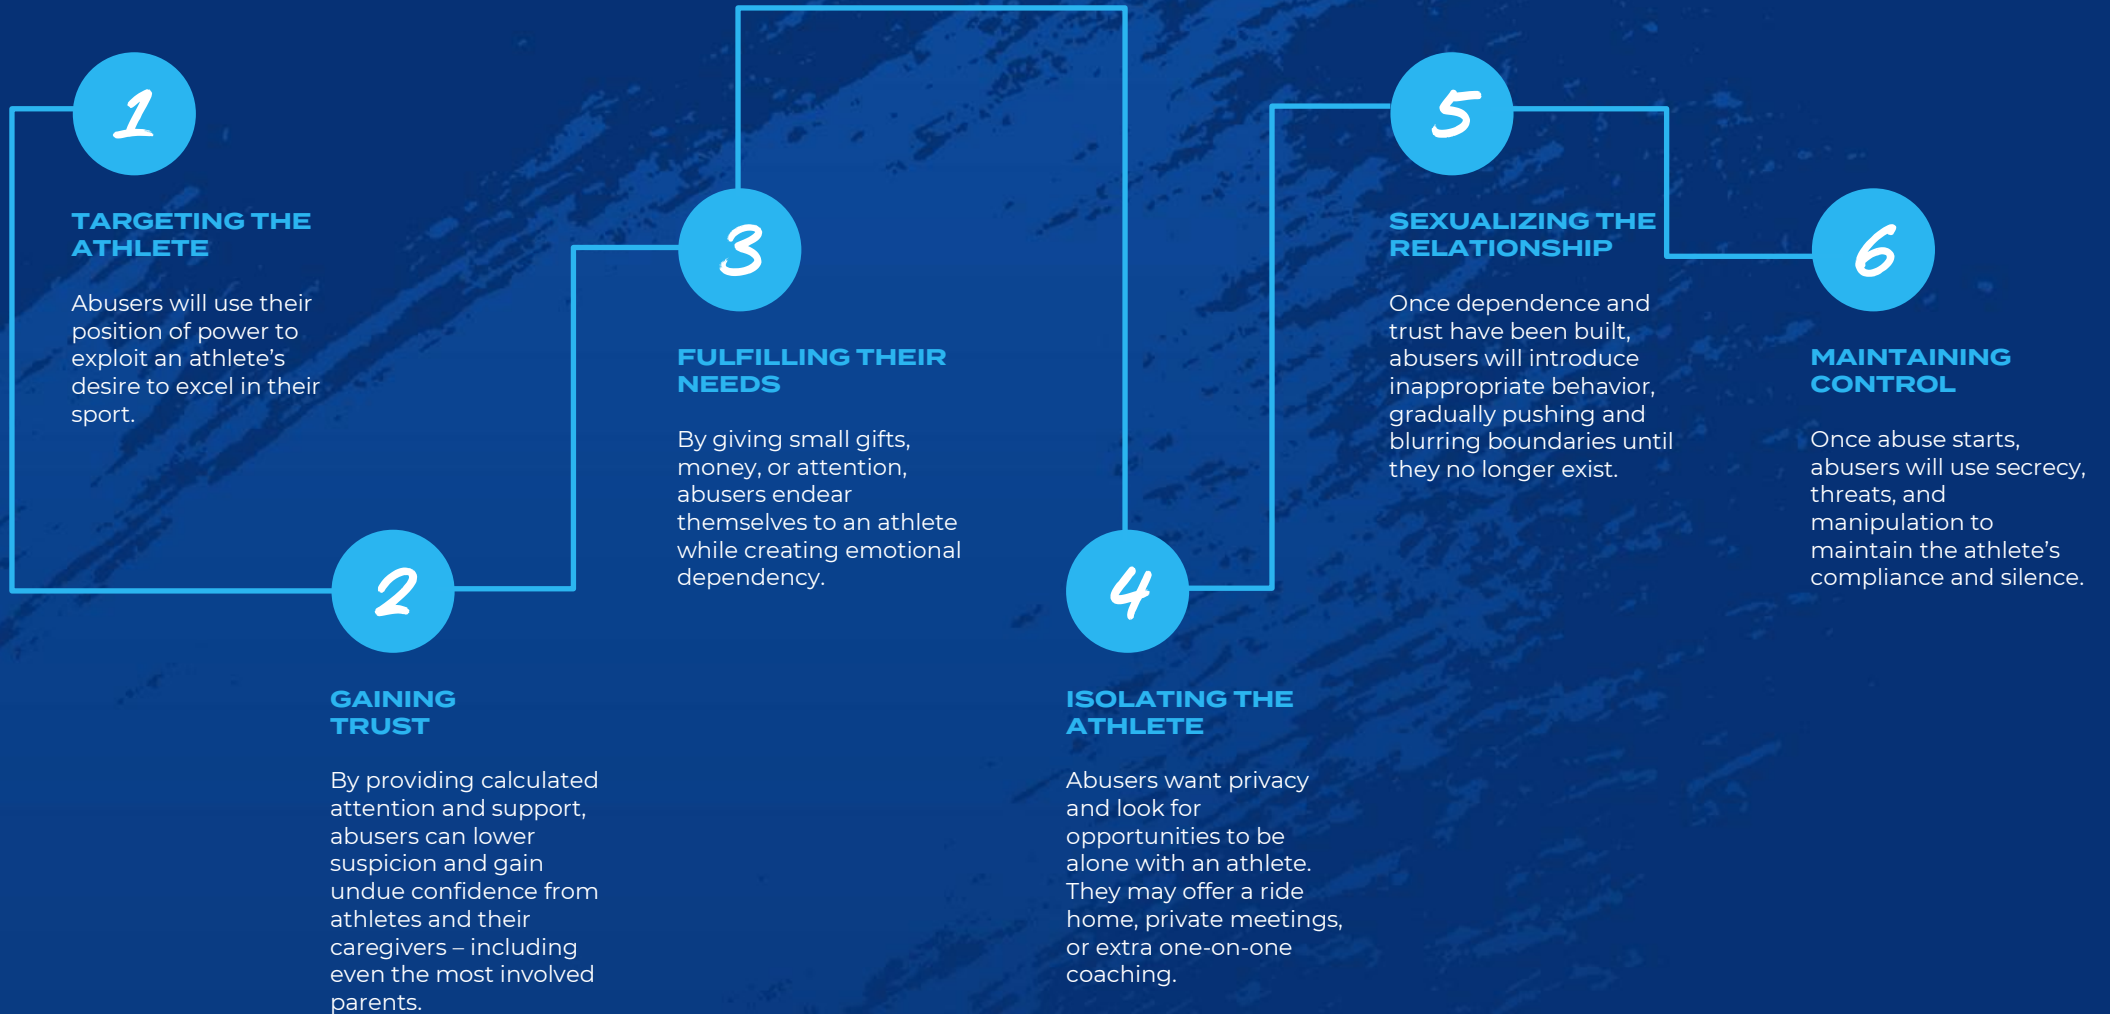 1
TARGETING THE
ATHLETE
Abusers will use their
position of power to
exploit an athlete’s
desire to excel in their
sport.
2
GAINING
TRUST
By providing calculated
attention and support,
abusers can lower
suspicion and gain
undue confidence from
athletes and their
caregivers – including
even the most involved
parents.
3
FULFILLING THEIR
NEEDS
By giving small gifts,
money, or attention,
abusers endear
themselves to an athlete
while creating emotional
dependency.
4
ISOLATING THE
ATHLETE
Abusers want privacy
and look for
opportunities to be
alone with an athlete.
They may offer a ride
home, private meetings,
or extra one-on-one
coaching.
5
SEXUALIZING THE
RELATIONSHIP
Once dependence and
trust have been built,
abusers will introduce
inappropriate behavior,
gradually pushing and
blurring boundaries until
they no longer exist.
6
MAINTAINING
CONTROL
Once abuse starts,
abusers will use secrecy,
threats, and
manipulation to
maintain the athlete’s
compliance and silence.